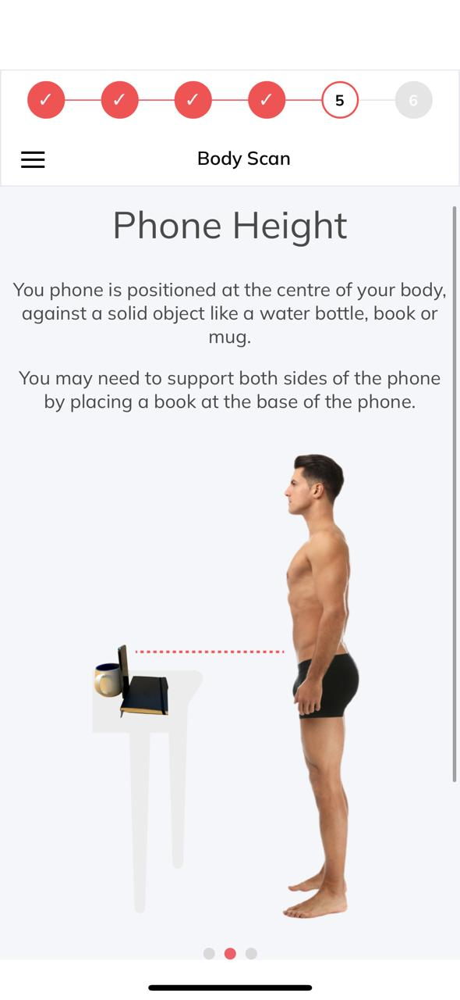 ✓ ✓ ✓ ✓ 5 6
Body Scan
Phone Height
You phone is positioned at the centre of your body,
against a solid object like a water bottle, book or
mug.
You may need to support both sides of the phone
by placing a book at the base of the phone.